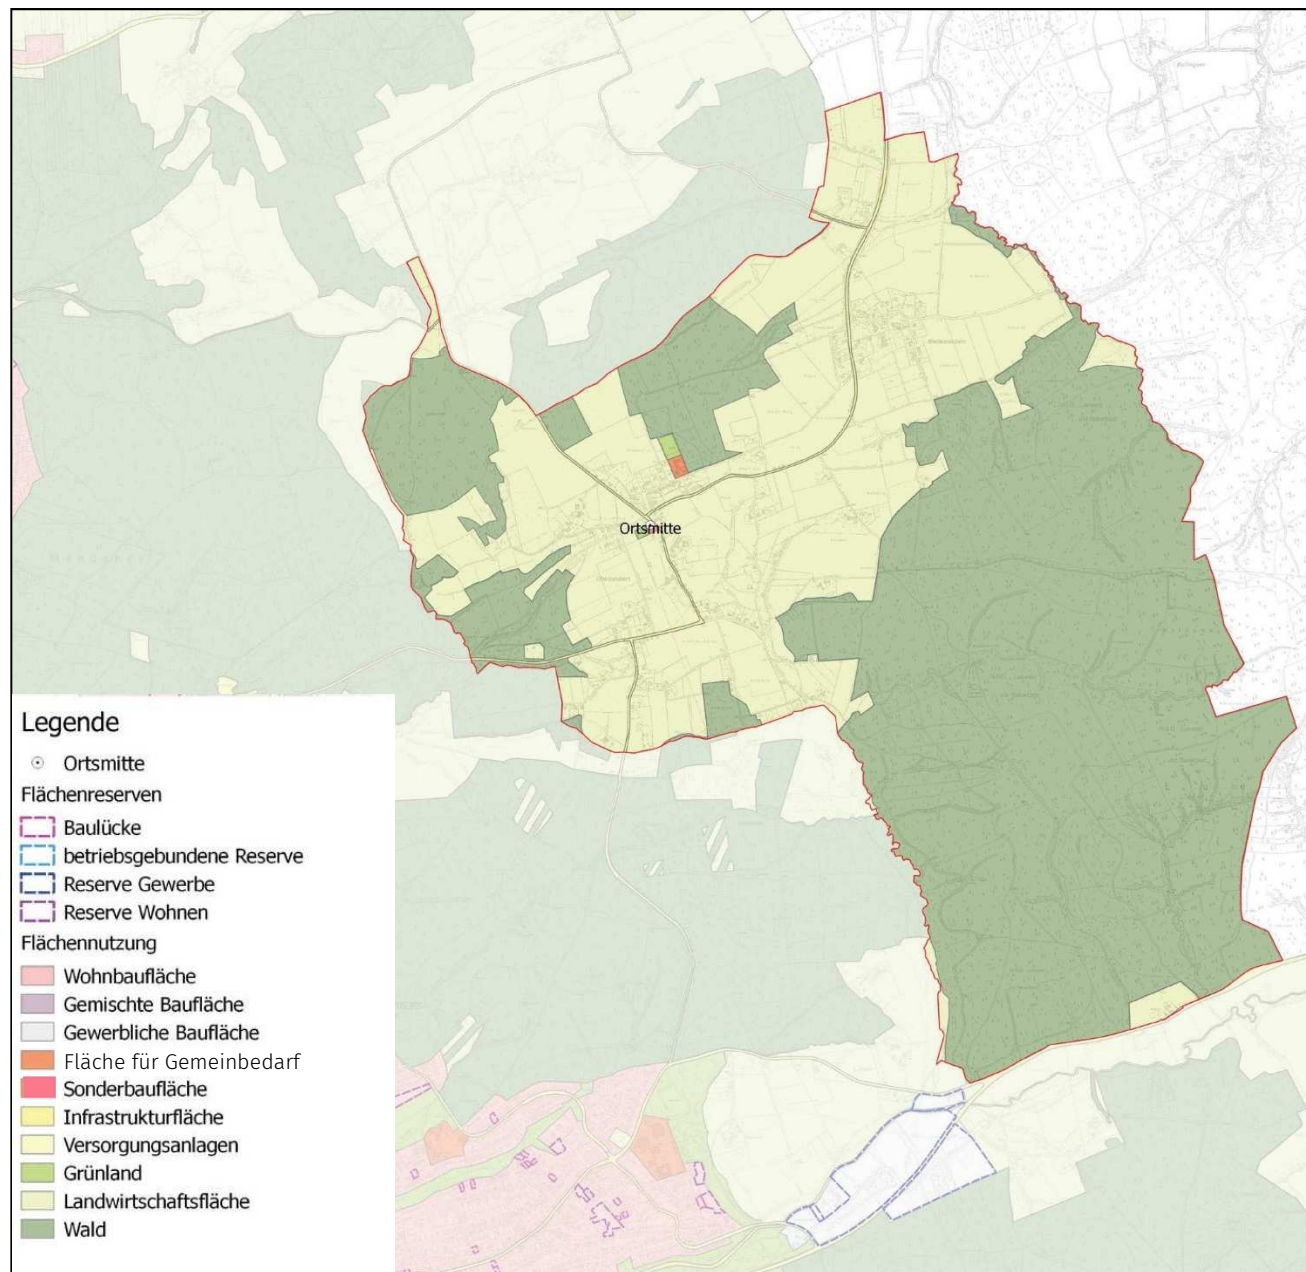 Ortsmitte
Legende
Ortsmitte
Flächenreserven
Baulücke
betriebsgebundene Reserve
Reserve Gewerbe
Reserve Wohnen
Flächennutzung
Wohnbaufläche
Gemischte Baufläche
Gewerbliche Baufläche
Fläche für Gemeinbedarf
Sonderbaufläche
Infrastrukturfläche
Versorgungsanlagen
Grünland
Landwirtschaftsfläche
Wald